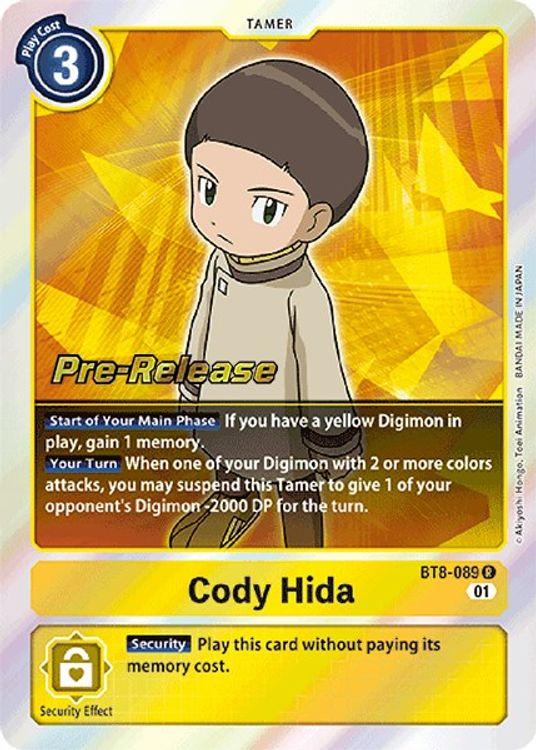 TAMER
Play Cost
3
Pre-Release
Start of Your Main Phase If you have a yellow Digimon in
play, gain 1 memory.
Your Turn When one of your Digimon with 2 or more colors
attacks, you may suspend this Tamer to give 1 of your
opponent's Digimon -2000 DP for the turn.
©Akiyoshi Hongo, Toei Animation BANDAI MADE IN JAPAN
BT8-089 R
Cody Hida
01
Security Play this card without paying its
memory cost.
Security Effect